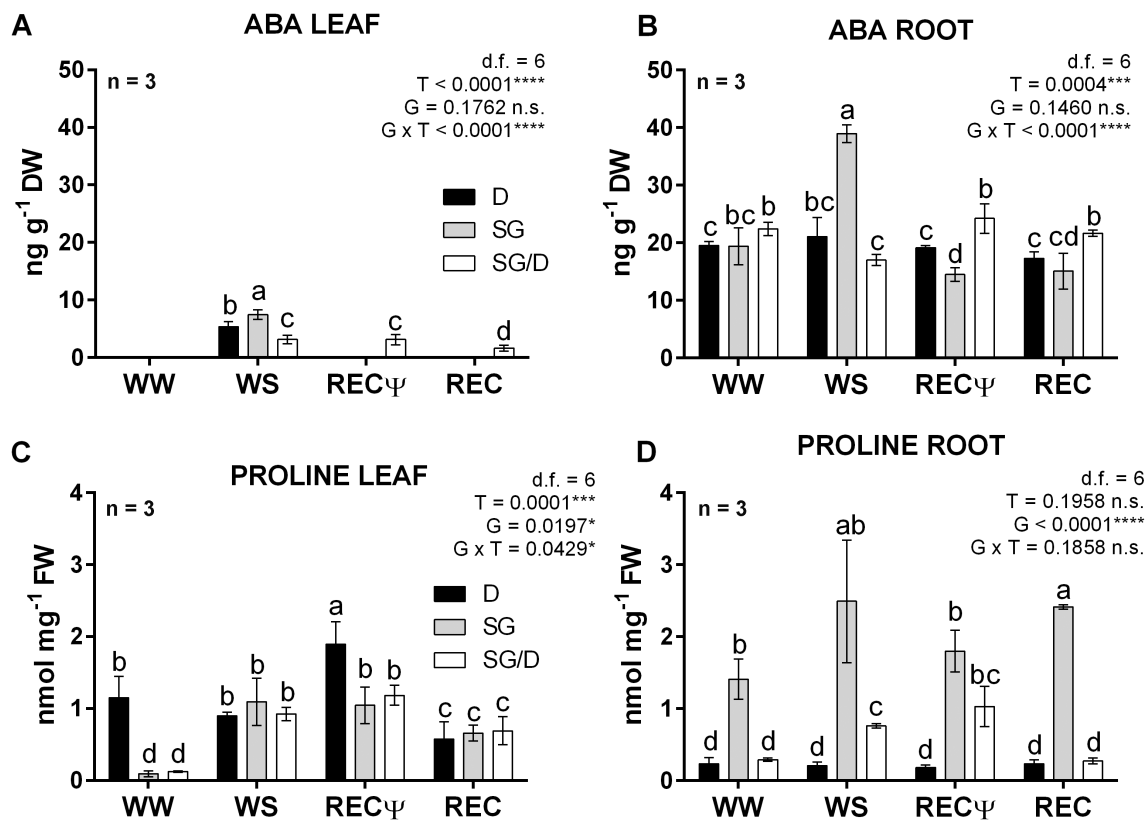 A
ABA LEAF
n = 3
d.f. = 6
T < 0.0001****
G = 0.1762 n.s.
G x T < 0.0001****
50
40
30
20
10
0
ng g⁻¹ DW
D
SG
SG/D
b a c c d
WW WS RECΨ REC
B
ABA ROOT
n = 3
d.f. = 6
T = 0.0004***
G = 0.1460 n.s.
G x T < 0.0001****
50
40
30
20
10
0
ng g⁻¹ DW
c bc b bc a c c d b c cd b
WW WS RECΨ REC
C
PROLINE LEAF
n = 3
d.f. = 6
T = 0.0001***
G = 0.0197*
G x T = 0.0429*
4
3
2
1
0
nmol mg⁻¹ FW
D
SG
SG/D
b d d b b b a b b c c c
WW WS RECΨ REC
D
PROLINE ROOT
n = 3
d.f. = 6
T = 0.1958 n.s.
G < 0.0001****
G x T = 0.1858 n.s.
4
3
2
1
0
nmol mg⁻¹ FW
d b d d ab c d b bc d a d
WW WS RECΨ REC